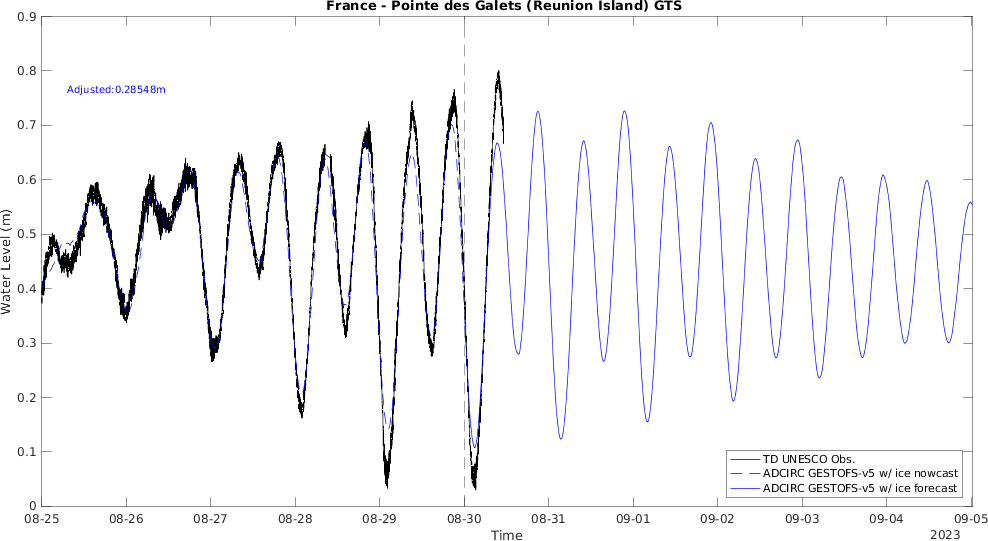 France - Pointe des Galets (Reunion Island) GTS
0.9
0.8
0.7
0.6
0.5
0.4
0.3
0.2
0.1
0
Water Level (m)
Adjusted:0.28548m
TD UNESCO Obs.
ADCIRC GESTOFS-v5 w/ ice nowcast
ADCIRC GESTOFS-v5 w/ ice forecast
08-25 08-26 08-27 08-28 08-29 08-30 08-31 09-01 09-02 09-03 09-04 09-05
Time
2023